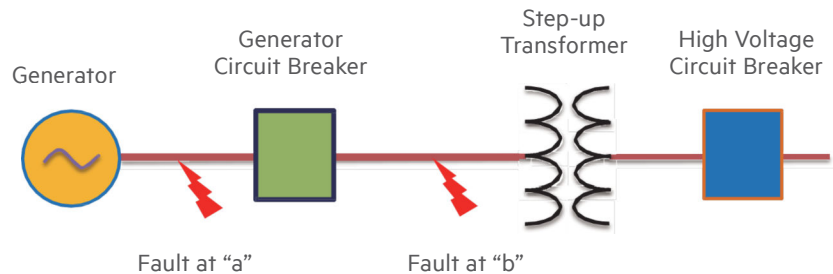 Generator
Generator
Circuit Breaker
Step-up
Transformer
High Voltage
Circuit Breaker
Fault at “a”
Fault at “b”